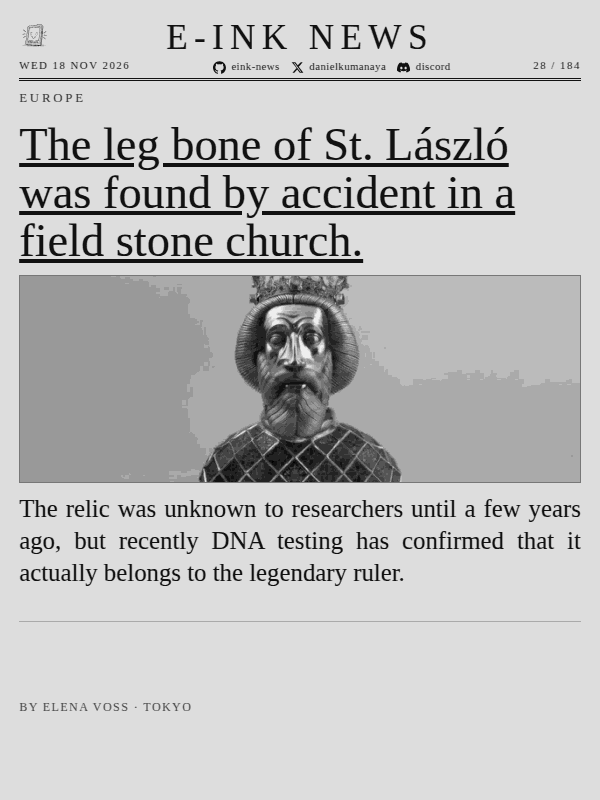 E-INK NEWS
WED 18 NOV 2026
eink-news
danielkumanaya
discord
28 / 184
EUROPE
The leg bone of St. László
was found by accident in a
field stone church.
The relic was unknown to researchers until a few years
ago, but recently DNA testing has confirmed that it
actually belongs to the legendary ruler.
BY ELENA VOSS · TOKYO